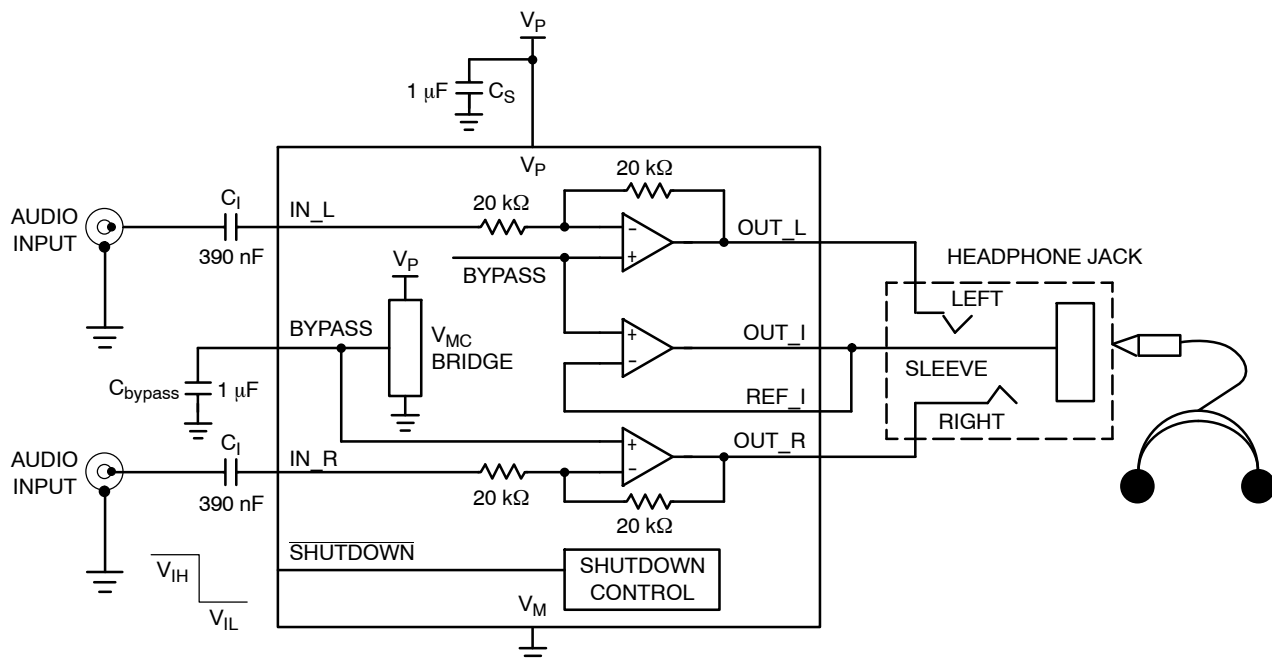 V_P
1 μF C_S
V_P
20 kΩ
C_I
IN_L
20 kΩ
AUDIO
INPUT
390 nF
OUT_L
V_P
BYPASS
HEADPHONE JACK
LEFT
BYPASS
V_MC
BRIDGE
OUT_I
SLEEVE
C_bypass 1 μF
REF_I
RIGHT
C_I
IN_R
OUT_R
AUDIO
INPUT
390 nF
20 kΩ
20 kΩ
SHUTDOWN
SHUTDOWN
CONTROL
V_IH
V_IL
V_M